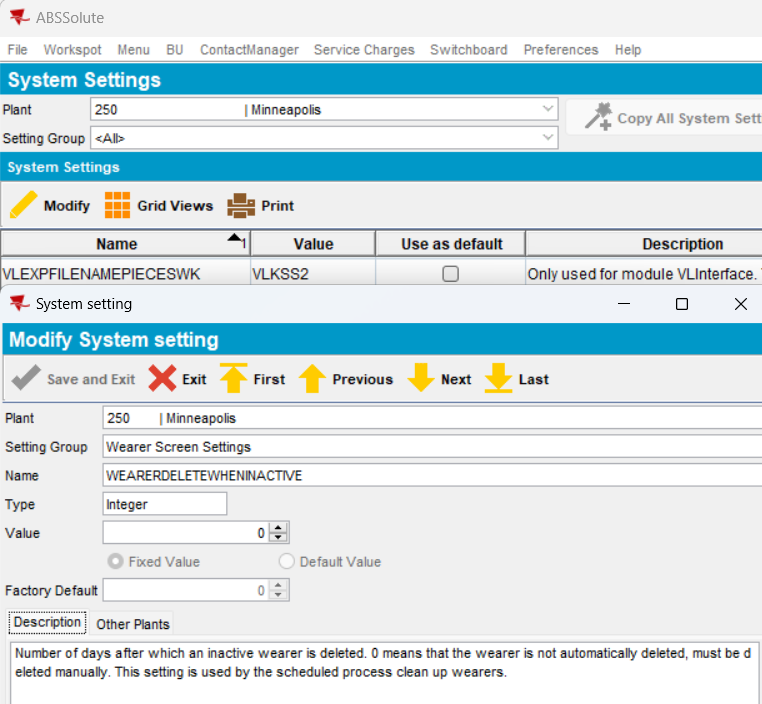 ABSSolute
File Workspot Menu BU ContactManager Service Charges Switchboard Preferences Help
System Settings
Plant 250 | Minneapolis
Copy All System Sett
Setting Group <All>
System Settings
Modify Grid Views Print
Name 1 Value Use as default Description
VLEXPFILENAMEPIECESWK VLKSS2 Only used for module VLInterface.
System setting
Modify System setting
Save and Exit Exit First Previous Next Last
Plant 250 | Minneapolis
Setting Group Wearer Screen Settings
Name WEARERDELETEWHENINACTIVE
Type Integer
Value 0
Fixed Value Default Value
Factory Default 0
Description Other Plants
Number of days after which an inactive wearer is deleted. 0 means that the wearer is not automatically deleted, must be d
eleted manually. This setting is used by the scheduled process clean up wearers.